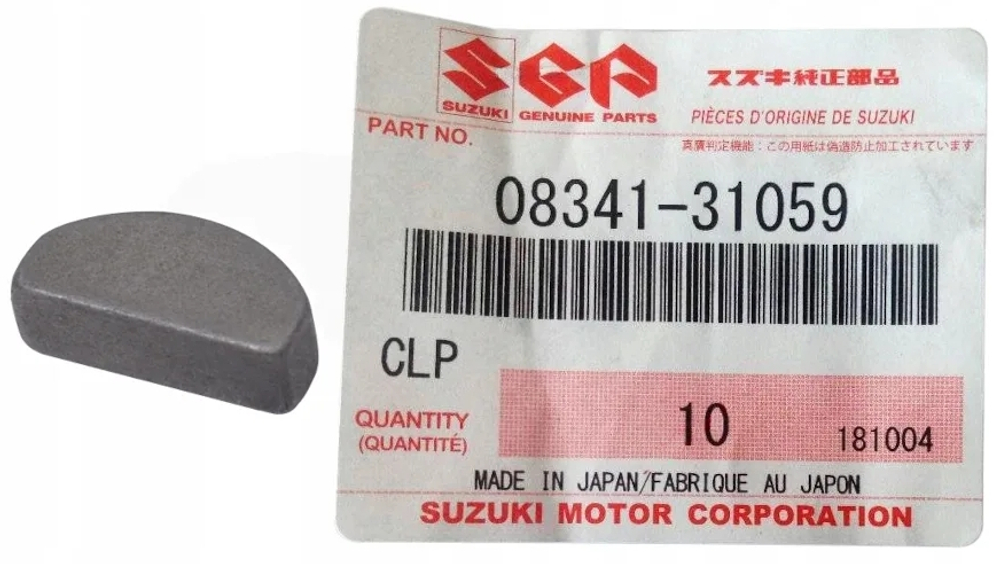 SGP
SUZUKI GENUINE PARTS
スズキ純正部品
PIÈCES D'ORIGINE DE SUZUKI
PART NO.
真贋判定機能：この用紙は偽造防止加工されています
08341-31059
CLP
QUANTITY
(QUANTITÉ)
10
181004
MADE IN JAPAN/FABRIQUE AU JAPON
SUZUKI MOTOR CORPORATION